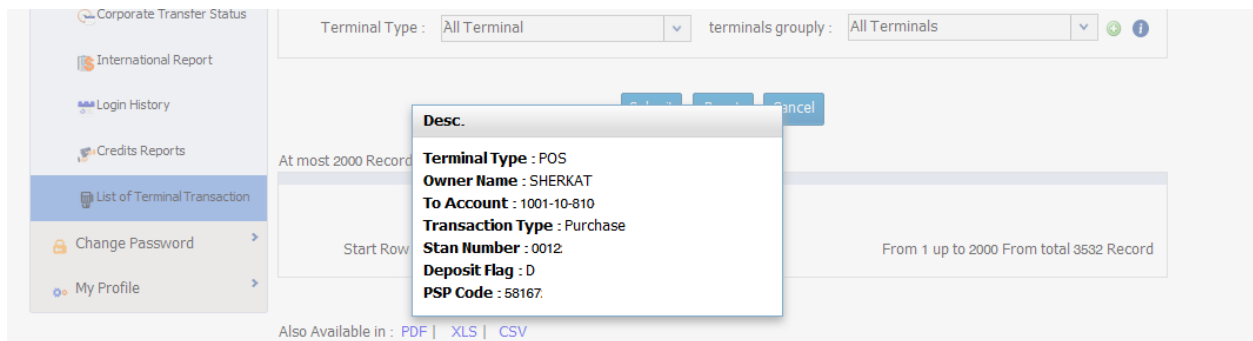 Corporate Transfer Status
International Report
Login History
Credits Reports
List of Terminal Transaction
Change Password
My Profile
Terminal Type : All Terminal terminals grouply : All Terminals
Cancel
At most 2000 Record
Desc.
Terminal Type : POS
Owner Name : SHERKAT
To Account : 1001-10-810
Transaction Type : Purchase
Stan Number : 0012
Deposit Flag : D
PSP Code : 58167
Start Row
From 1 up to 2000 From total 3532 Record
Also Available in : PDF | XLS | CSV